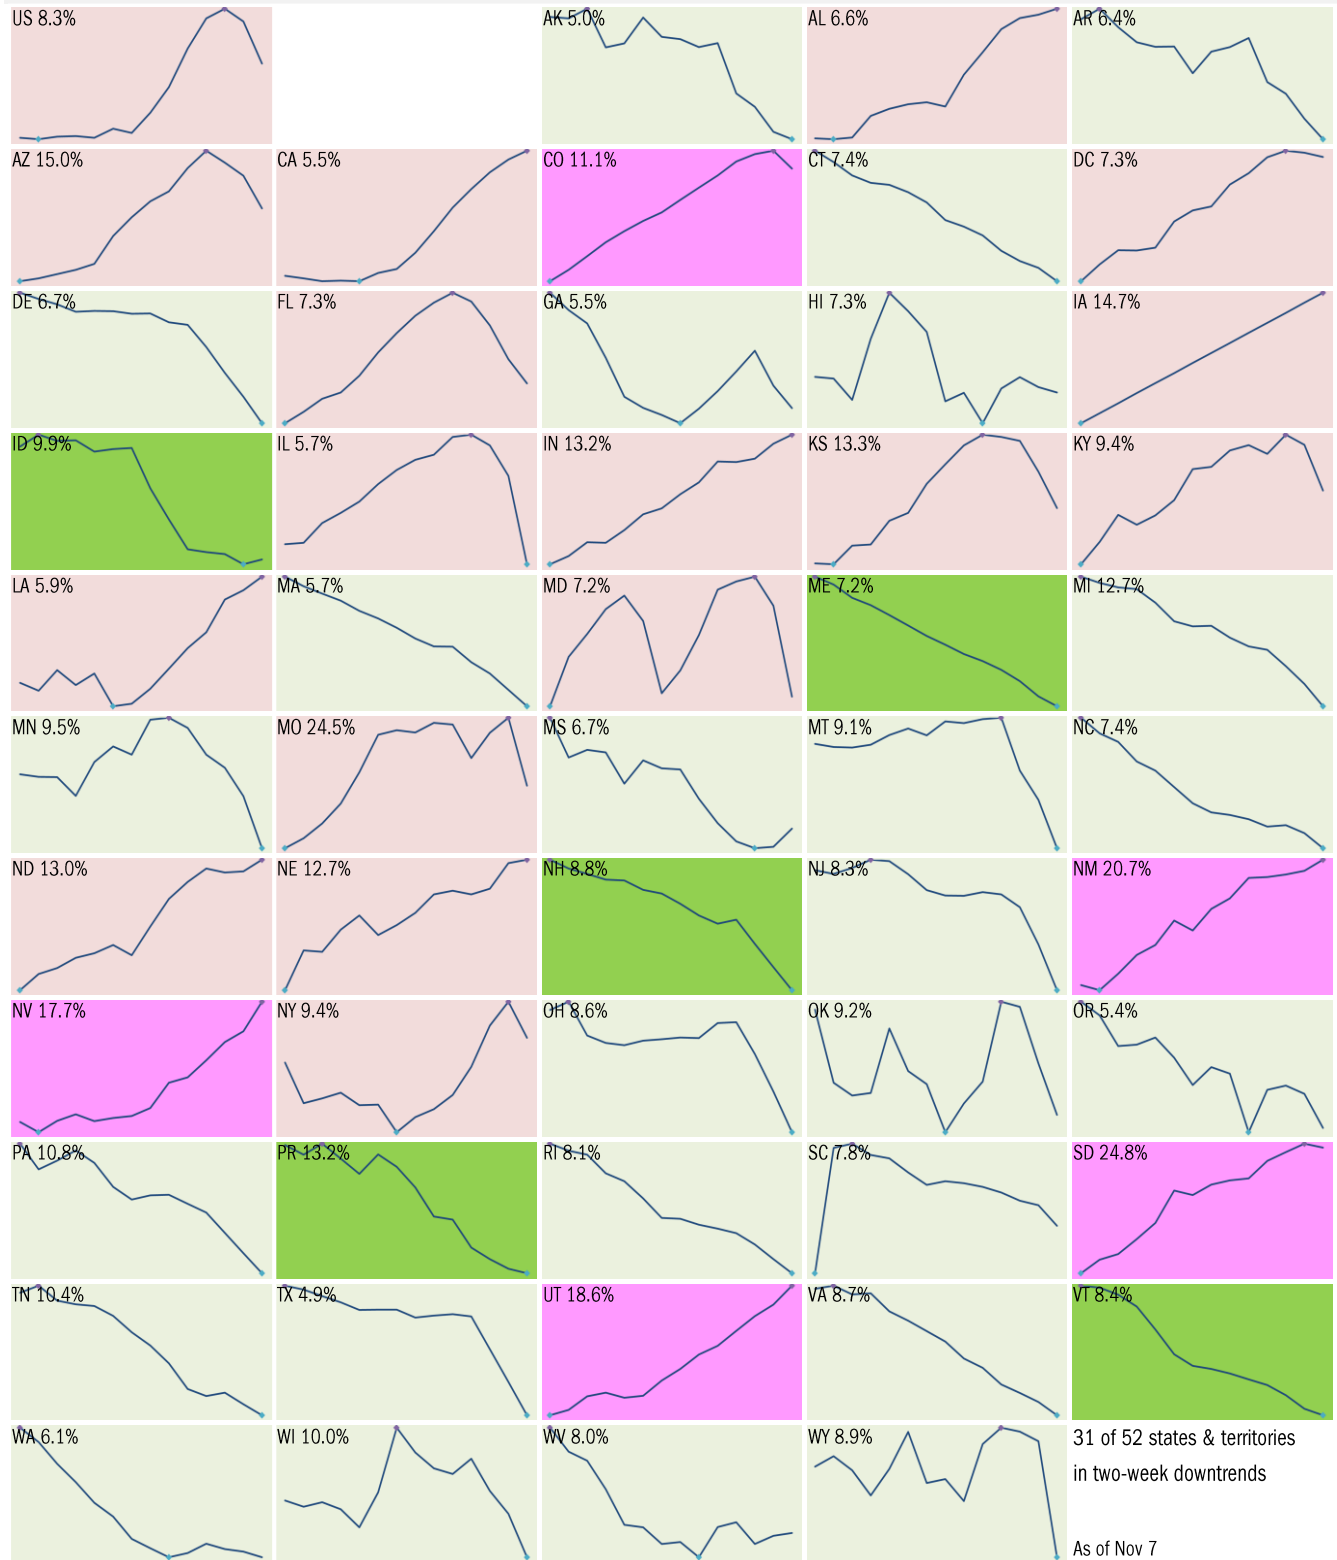 US 8.3%
AK 5.0%
AL 6.6%
AR 6.4%
AZ 15.0%
CA 5.5%
CO 11.1%
CT 7.4%
DC 7.3%
DE 6.7%
FL 7.3%
GA 5.5%
HI 7.3%
IA 14.7%
ID 9.9%
IL 5.7%
IN 13.2%
KS 13.3%
KY 9.4%
LA 5.9%
MA 5.7%
MD 7.2%
ME 7.2%
MI 12.7%
MN 9.5%
MO 24.5%
MS 6.7%
MT 9.1%
NC 7.4%
ND 13.0%
NE 12.7%
NH 8.8%
NJ 8.3%
NM 20.7%
NV 17.7%
NY 9.4%
OH 8.6%
OK 9.2%
OR 5.4%
PA 10.8%
PR 13.2%
RI 8.1%
SC 7.8%
SD 24.8%
TN 10.4%
TX 4.9%
UT 18.6%
VA 8.7%
VT 8.4%
WA 6.1%
WI 10.0%
WV 8.0%
WY 8.9%
31 of 52 states & territories
in two-week downtrends
As of Nov 7